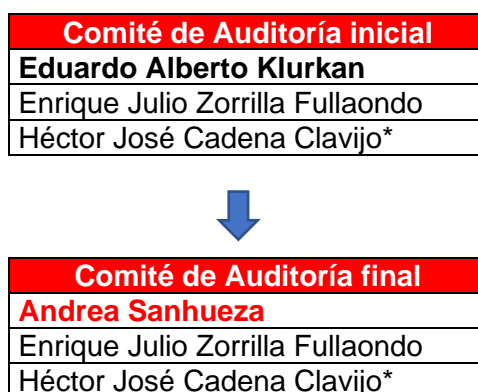 Comité de Auditoría inicial
Eduardo Alberto Klurkan
Enrique Julio Zorrilla Fullaondo
Héctor José Cadena Clavijo*
Comité de Auditoría final
Andrea Sanhueza
Enrique Julio Zorrilla Fullaondo
Héctor José Cadena Clavijo*